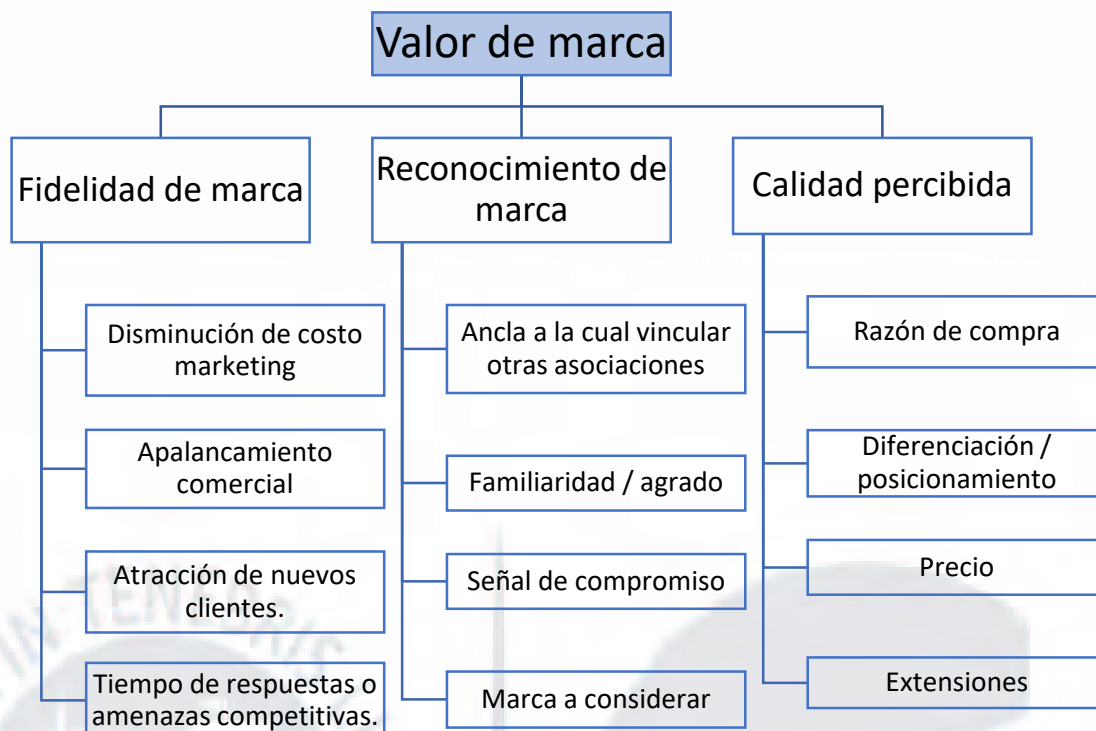 Valor de marca
Fidelidad de marca
Disminución de costo
marketing
Apalancamiento
comercial
Atracción de nuevos
clientes.
Tiempo de respuestas o
amenazas competitivas.
Reconocimiento de
marca
Ancla a la cual vincular
otras asociaciones
Familiaridad / agrado
Señal de compromiso
Marca a considerar
Calidad percibida
Razón de compra
Diferenciación /
posicionamiento
Precio
Extensiones
IN TENEBRIS